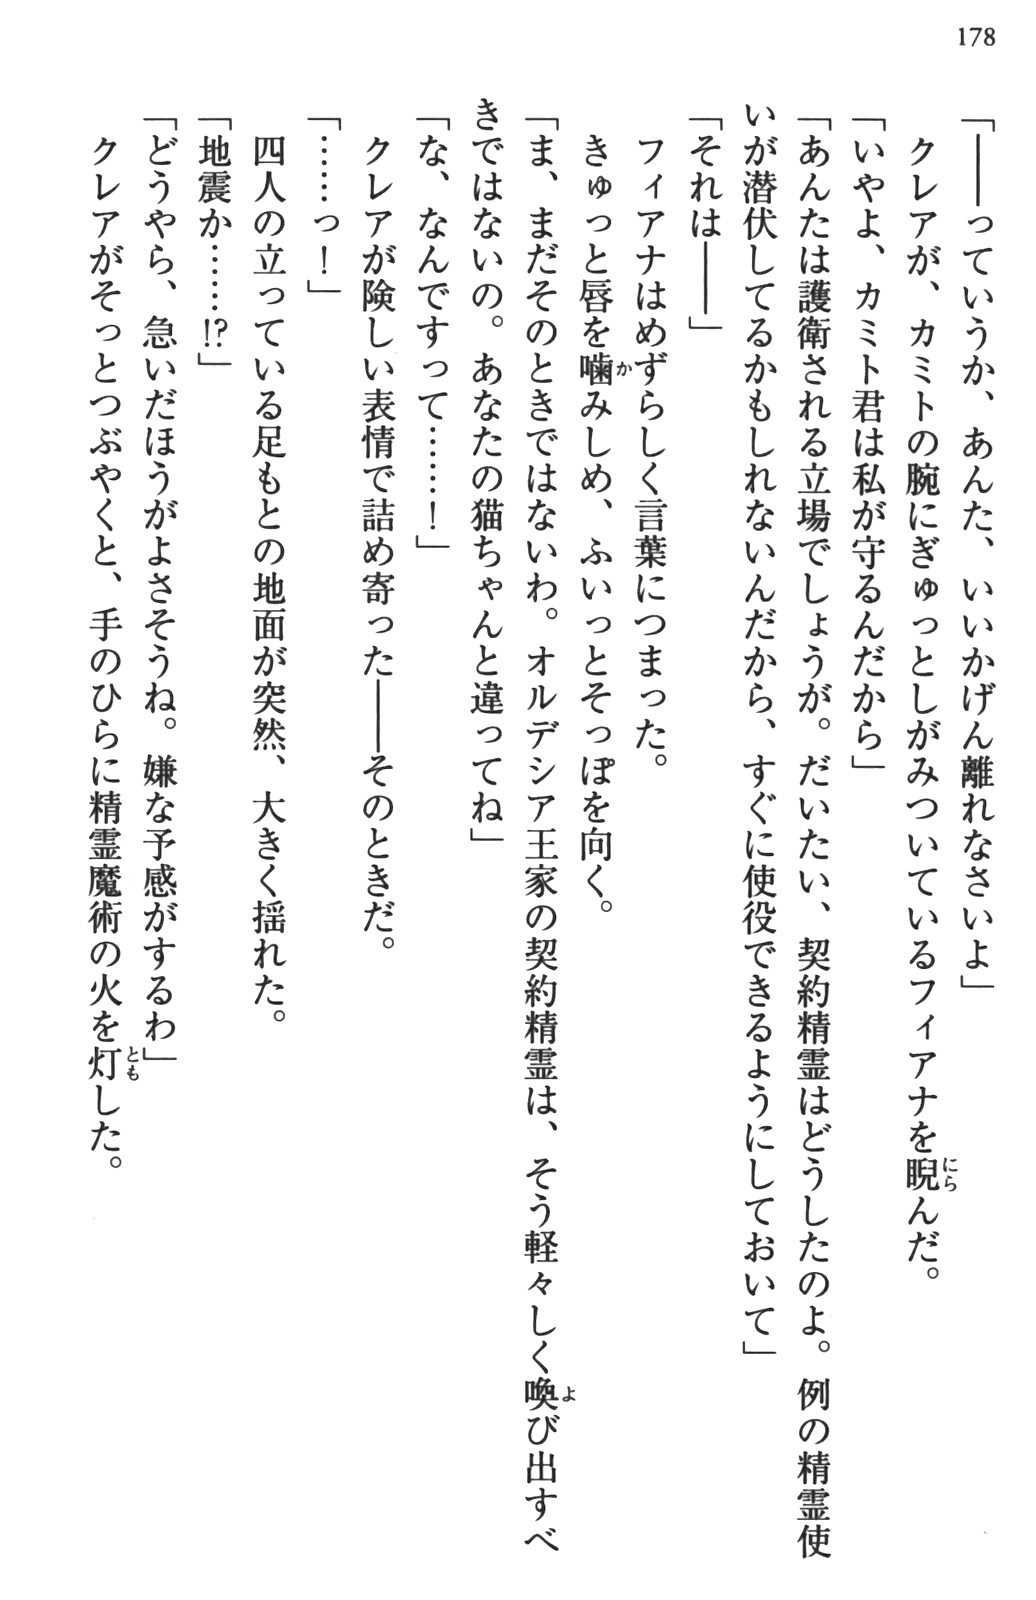 178
「――っていうか、あんた、いいかげん離れなさいよ」
クレアが、カミトの腕にぎゅっとしがみついているフィアナを睨んだ。
「いやよ、カミト君は私が守るんだから」
「あんたは護衛される立場でしょうが。だいたい、契約精霊はどうしたのよ。例の精霊使
いが潜伏してるかもしれないんだから、すぐに使役できるようにしておいて」
「それは――」
フィアナはめずらしく言葉につまった。
きゅっと唇を噛みしめ、ふいっとそっぽを向く。
「ま、まだそのときではないわ。オルデシア王家の契約精霊は、そう軽々しく喚び出すべ
きではないの。あなたの猫ちゃんと違ってね」
「な、なんですって……！」
クレアが険しい表情で詰め寄った――そのときだ。
「……っ！」
四人の立っている足もとの地面が突然、大きく揺れた。
「地震か……!?」
「どうやら、急いだほうがよさそうね。嫌な予感がするわ」
クレアがそっとつぶやくと、手のひらに精霊魔術の火を灯した。